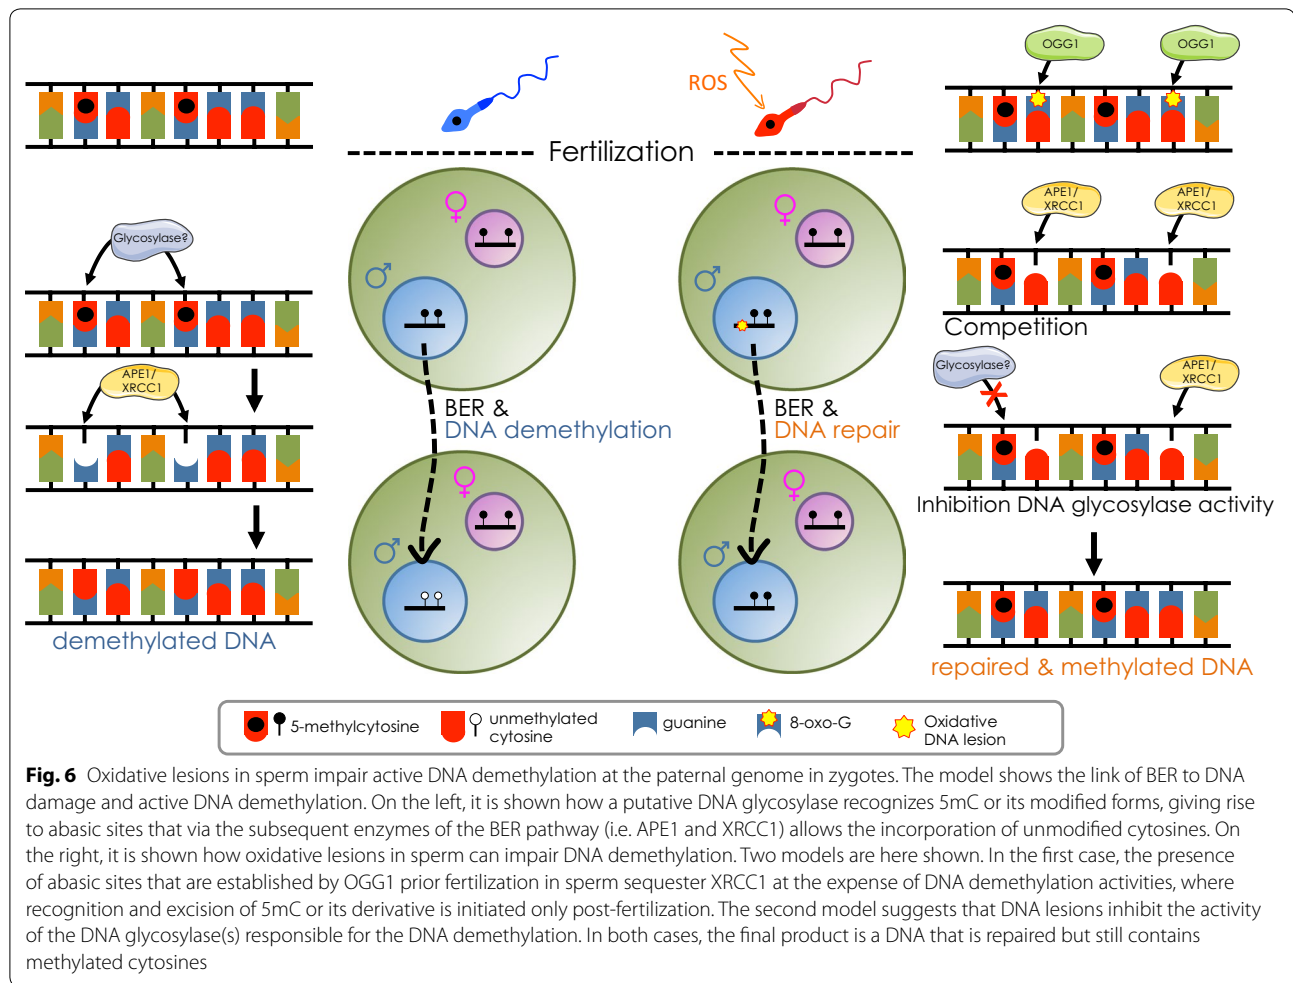 ROS
OGG1
OGG1
Fertilization
♀
♀
APE1/
XRCC1
APE1/
XRCC1
Glycosylase?
♂
♂
Competition
Glycosylase?
APE1/
XRCC1
APE1/
XRCC1
BER &
DNA demethylation
BER &
DNA repair
♀
♀
Inhibition DNA glycosylase activity
♂
♂
demethylated DNA
repaired & methylated DNA
5-methylcytosine
unmethylated
cytosine
guanine
8-oxo-G
Oxidative
DNA lesion
Fig. 6 Oxidative lesions in sperm impair active DNA demethylation at the paternal genome in zygotes. The model shows the link of BER to DNA
damage and active DNA demethylation. On the left, it is shown how a putative DNA glycosylase recognizes 5mC or its modified forms, giving rise
to abasic sites that via the subsequent enzymes of the BER pathway (i.e. APE1 and XRCC1) allows the incorporation of unmodified cytosines. On
the right, it is shown how oxidative lesions in sperm can impair DNA demethylation. Two models are here shown. In the first case, the presence
of abasic sites that are established by OGG1 prior fertilization in sperm sequester XRCC1 at the expense of DNA demethylation activities, where
recognition and excision of 5mC or its derivative is initiated only post-fertilization. The second model suggests that DNA lesions inhibit the activity
of the DNA glycosylase(s) responsible for the DNA demethylation. In both cases, the final product is a DNA that is repaired but still contains
methylated cytosines